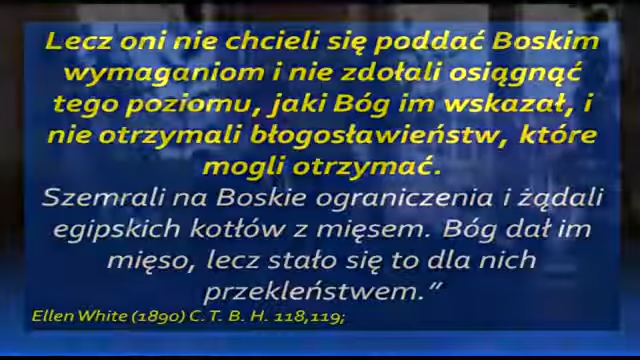 Lecz oni nie chcieli się poddać Boskim
wymaganiom i nie zdołali osiągnąć
tego poziomu, jaki Bóg im wskazał, i
nie otrzymali błogosławieństw, które
mogli otrzymać.
Szemrali na Boskie ograniczenia i żądali
egipskich kotłów z mięsem. Bóg dał im
mięso, lecz stało się to dla nich
przekleństwem.”
Ellen White (1890) C. T. B. H. 118,119;